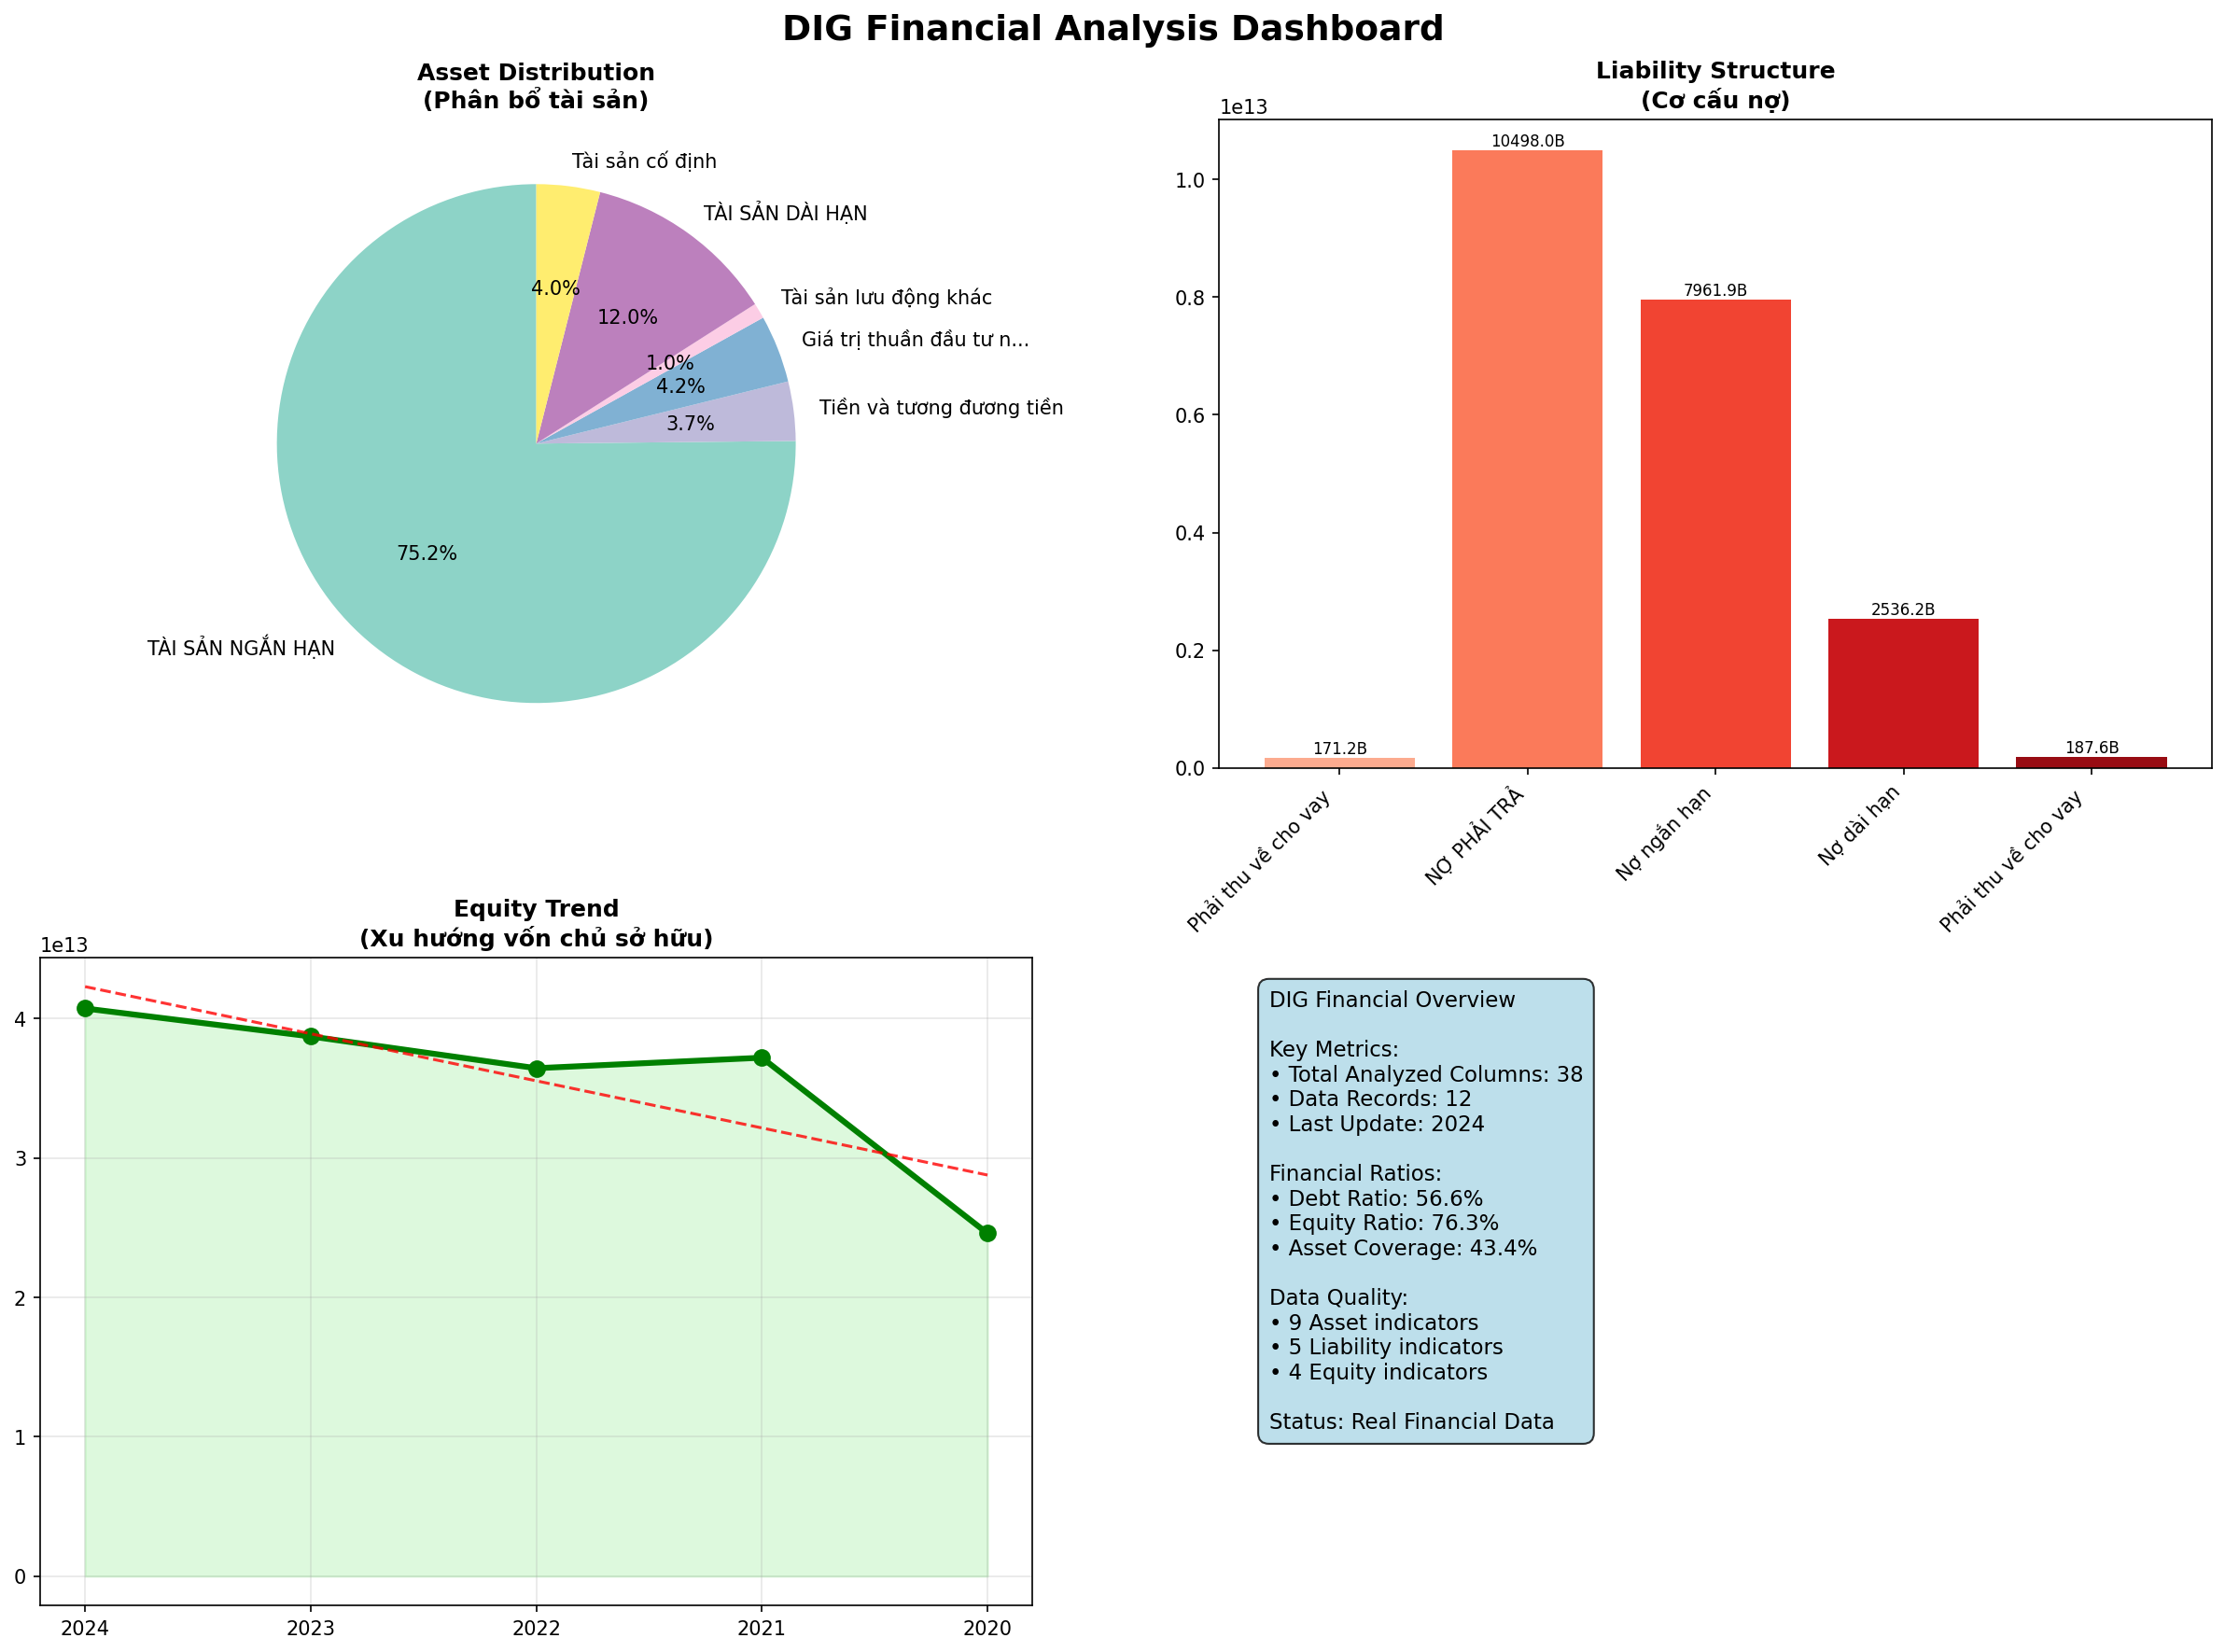 DIG Financial Analysis Dashboard
Asset Distribution
(Phân bổ tài sản)
Tài sản cố định
TÀI SẢN DÀI HẠN
Tài sản lưu động khác
Giá trị thuần đầu tư n...
Tiền và tương đương tiền
TÀI SẢN NGẮN HẠN
4.0%
12.0%
1.0%
4.2%
3.7%
75.2%
Liability Structure
(Cơ cấu nợ)
1e13
1.0
0.8
0.6
0.4
0.2
0.0
171.2B
10498.0B
7961.9B
2536.2B
187.6B
Phải thu về cho vay
NỢ PHẢI TRẢ
Nợ ngắn hạn
Nợ dài hạn
Phải thu về cho vay
Equity Trend
(Xu hướng vốn chủ sở hữu)
1e13
4
3
2
1
0
2024
2023
2022
2021
2020
DIG Financial Overview
Key Metrics:
• Total Analyzed Columns: 38
• Data Records: 12
• Last Update: 2024
Financial Ratios:
• Debt Ratio: 56.6%
• Equity Ratio: 76.3%
• Asset Coverage: 43.4%
Data Quality:
• 9 Asset indicators
• 5 Liability indicators
• 4 Equity indicators
Status: Real Financial Data